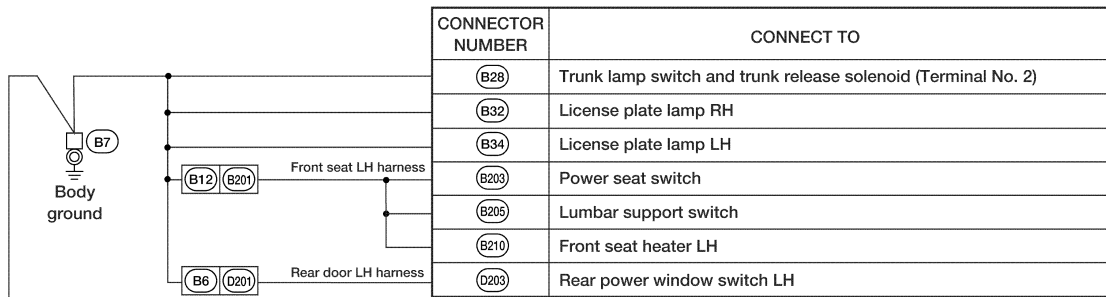 CONNECTOR NUMBER
CONNECT TO
B28
Trunk lamp switch and trunk release solenoid (Terminal No. 2)
B32
License plate lamp RH
B7
B34
License plate lamp LH
Front seat LH harness
B12
B201
B203
Power seat switch
Body
ground
B205
Lumbar support switch
B210
Front seat heater LH
Rear door LH harness
B6
D201
D203
Rear power window switch LH